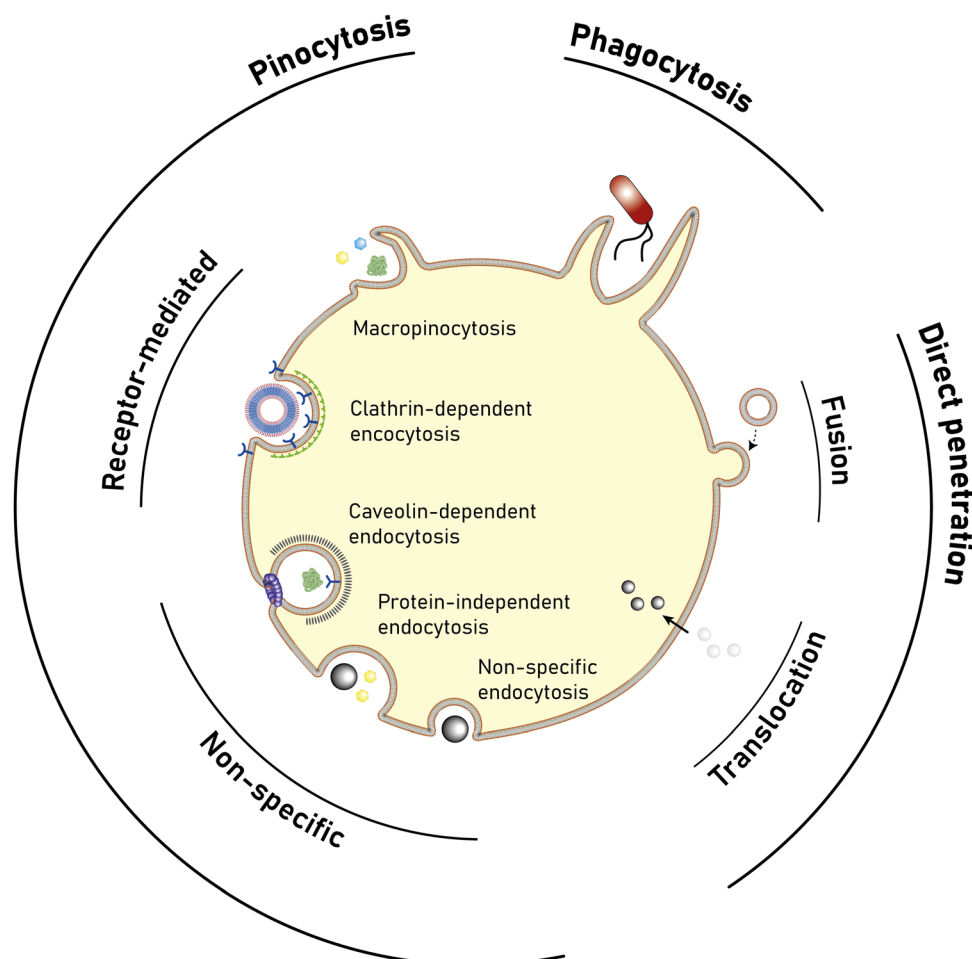 Pinocytosis
Phagocytosis
Receptor-mediated
Direct penetration
Fusion
Macropinocytosis
Clathrin-dependent
encocytosis
Caveolin-dependent
endocytosis
Protein-independent
endocytosis
Non-specific
endocytosis
Translocation
Non-specific